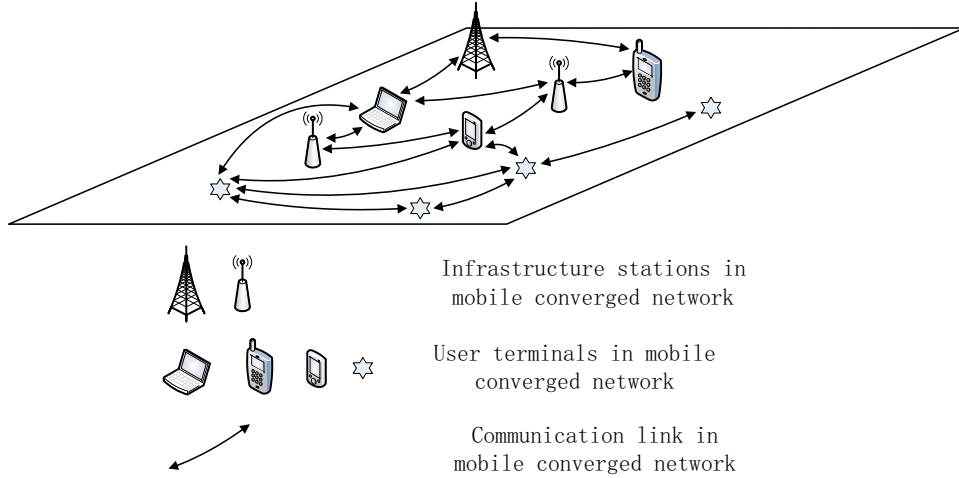 Infrastructure stations in
mobile converged network
User terminals in mobile
converged network
Communication link in
mobile converged network